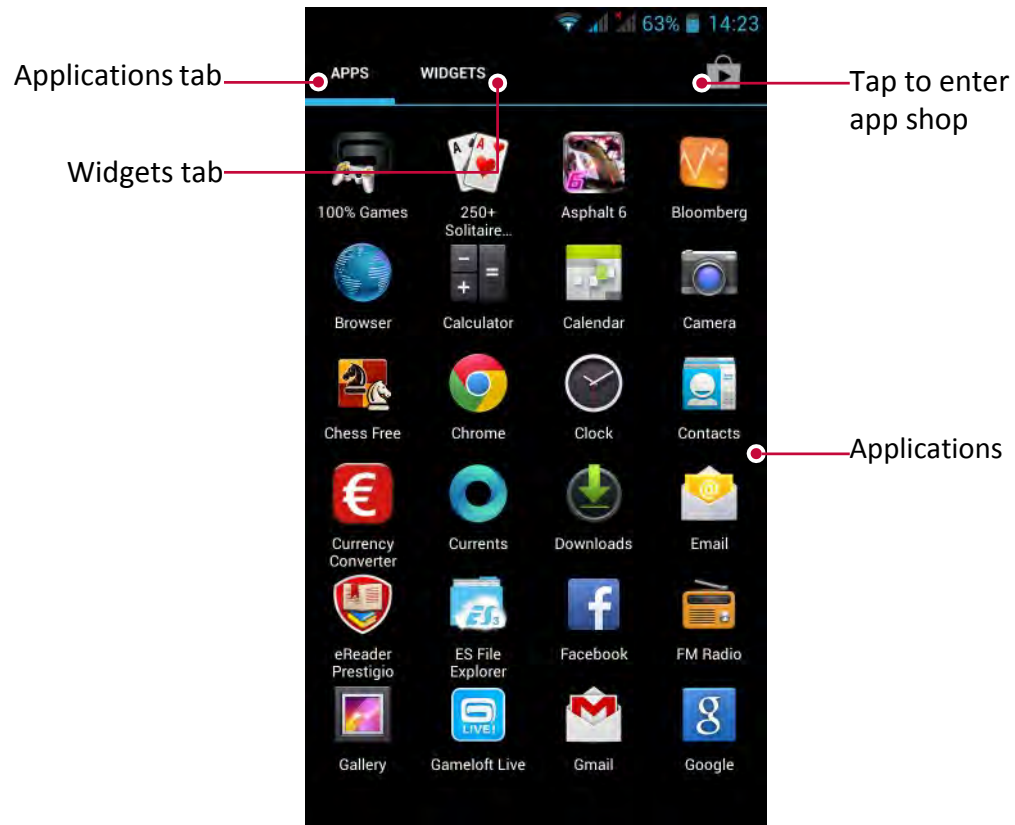 63% 14:23
Applications tab
APPS WIDGETS
Tap to enter
app shop
Widgets tab
100% Games 250+ Asphalt 6 Bloomberg
Solitaire...
Browser Calculator Calendar Camera
Chess Free Chrome Clock Contacts
Applications
Currency Currents Downloads Email
Converter
eReader ES File Facebook FM Radio
Prestigio Explorer
LIVE!
Gallery Gameloft Live Gmail Google